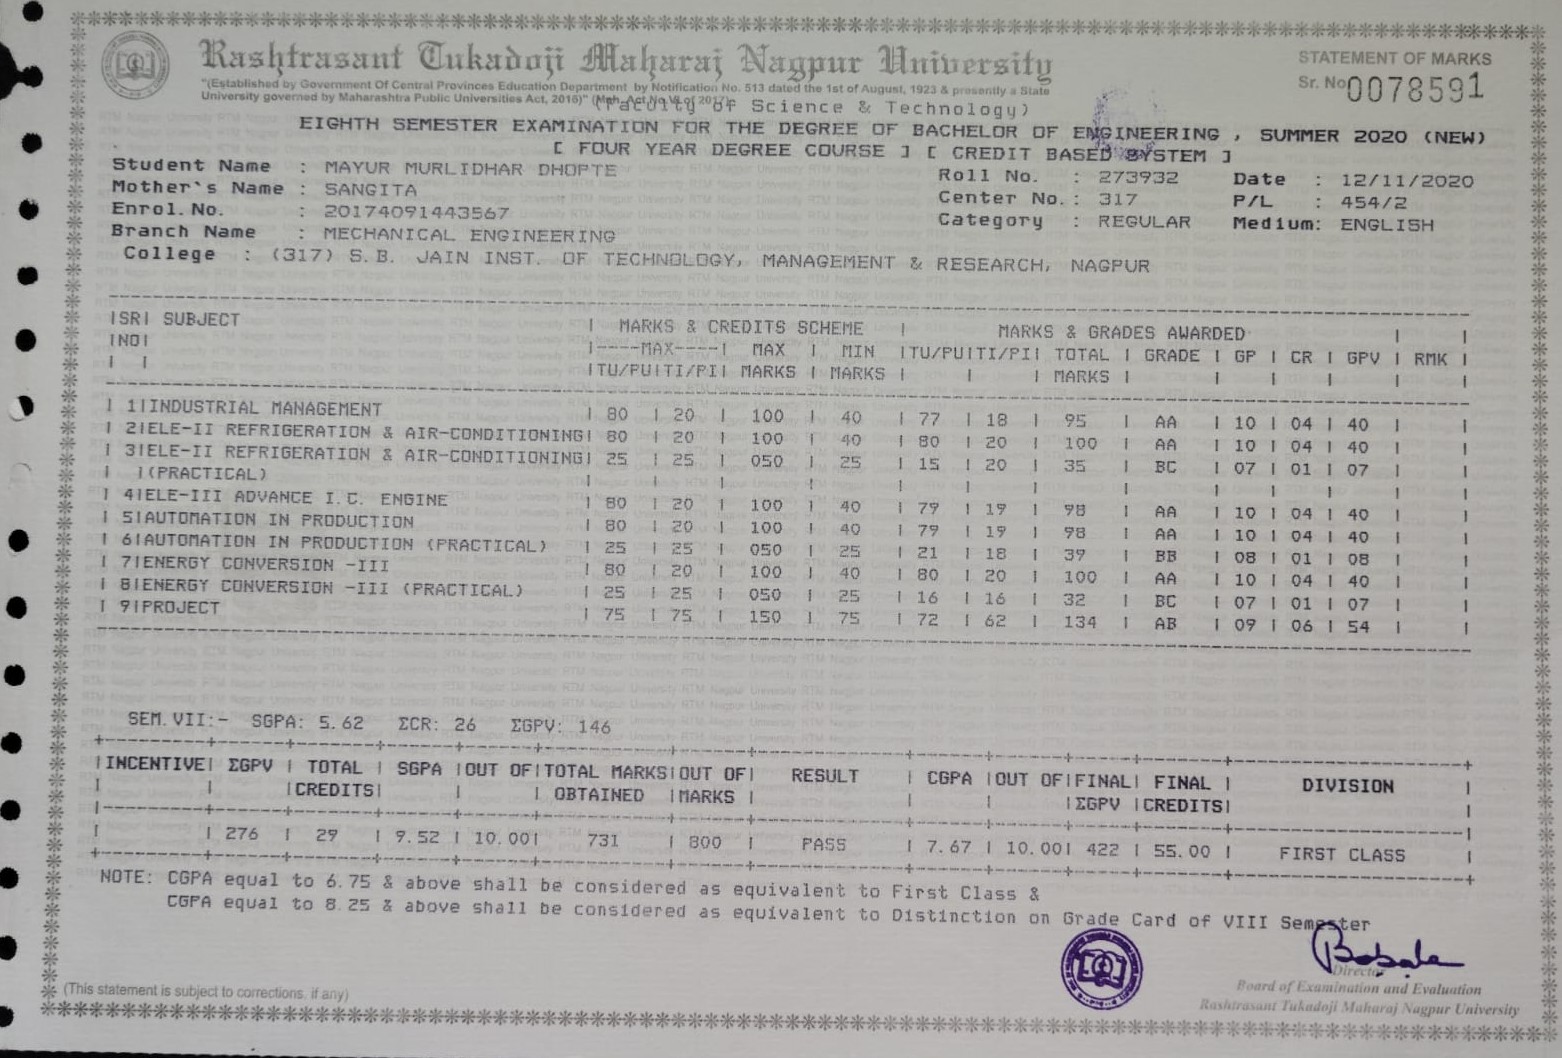 Rashtrasant Tukadoji Maharaj Nagpur University
STATEMENT OF MARKS
"(Established by Government Of Central Provinces Education Department by Notification No. 513 dated the 1st of August, 1923 & presently a State
Sr. No 0078591
University governed by Maharashtra Public Universities Act, 2016)" (Mah. Act No. VI of 2017)
(Faculty of Science & Technology)
EIGHTH SEMESTER EXAMINATION FOR THE DEGREE OF BACHELOR OF ENGINEERING , SUMMER 2020 (NEW)
[ FOUR YEAR DEGREE COURSE ] [ CREDIT BASED SYSTEM ]
Student Name : MAYUR MURLIDHAR DHOPTE Roll No. : 273932 Date : 12/11/2020
Mother`s Name : SANGITA Center No. : 317 P/L : 454/2
Enrol. No. : 20174091443567 Category : REGULAR Medium: ENGLISH
Branch Name : MECHANICAL ENGINEERING
College : (317) S.B. JAIN INST. OF TECHNOLOGY, MANAGEMENT & RESEARCH, NAGPUR
|SR| SUBJECT | MARKS & CREDITS SCHEME | MARKS & GRADES AWARDED | |
|NO| |----MAX----| MAX | MIN |TU/PU|TI/PI| TOTAL | GRADE | GP | CR | GPV | RMK |
| | |TU/PU|TI/PI| MARKS | MARKS | | | MARKS | | | | | |
| 1|INDUSTRIAL MANAGEMENT | 80 | 20 | 100 | 40 | 77 | 18 | 95 | AA | 10 | 04 | 40 | |
| 2|ELE-II REFRIGERATION & AIR-CONDITIONING| 80 | 20 | 100 | 40 | 80 | 20 | 100 | AA | 10 | 04 | 40 | |
| 3|ELE-II REFRIGERATION & AIR-CONDITIONING| 25 | 25 | 050 | 25 | 15 | 20 | 35 | BC | 07 | 01 | 07 | |
| |(PRACTICAL) | | | | | | | | | | | | |
| 4|ELE-III ADVANCE I.C. ENGINE | 80 | 20 | 100 | 40 | 79 | 19 | 98 | AA | 10 | 04 | 40 | |
| 5|AUTOMATION IN PRODUCTION | 80 | 20 | 100 | 40 | 79 | 19 | 98 | AA | 10 | 04 | 40 | |
| 6|AUTOMATION IN PRODUCTION (PRACTICAL) | 25 | 25 | 050 | 25 | 21 | 18 | 39 | BB | 08 | 01 | 08 | |
| 7|ENERGY CONVERSION -III | 80 | 20 | 100 | 40 | 80 | 20 | 100 | AA | 10 | 04 | 40 | |
| 8|ENERGY CONVERSION -III (PRACTICAL) | 25 | 25 | 050 | 25 | 16 | 16 | 32 | BC | 07 | 01 | 07 | |
| 9|PROJECT | 75 | 75 | 150 | 75 | 72 | 62 | 134 | AB | 09 | 06 | 54 | |
SEM. VII:- SGPA: 5.62 ΣCR: 26 ΣGPV: 146
|INCENTIVE| ΣGPV | TOTAL | SGPA |OUT OF|TOTAL MARKS|OUT OF| RESULT | CGPA |OUT OF|FINAL| FINAL | DIVISION |
| | |CREDITS| | | OBTAINED |MARKS | | | |ΣGPV |CREDITS| |
| | 276 | 29 | 9.52 | 10.00| 731 | 800 | PASS | 7.67 | 10.00| 422 | 55.00 | FIRST CLASS |
NOTE: CGPA equal to 6.75 & above shall be considered as equivalent to First Class &
CGPA equal to 8.25 & above shall be considered as equivalent to Distinction on Grade Card of VIII Semester
Director
(This statement is subject to corrections, if any)
Board of Examination and Evaluation
Rashtrasant Tukadoji Maharaj Nagpur University